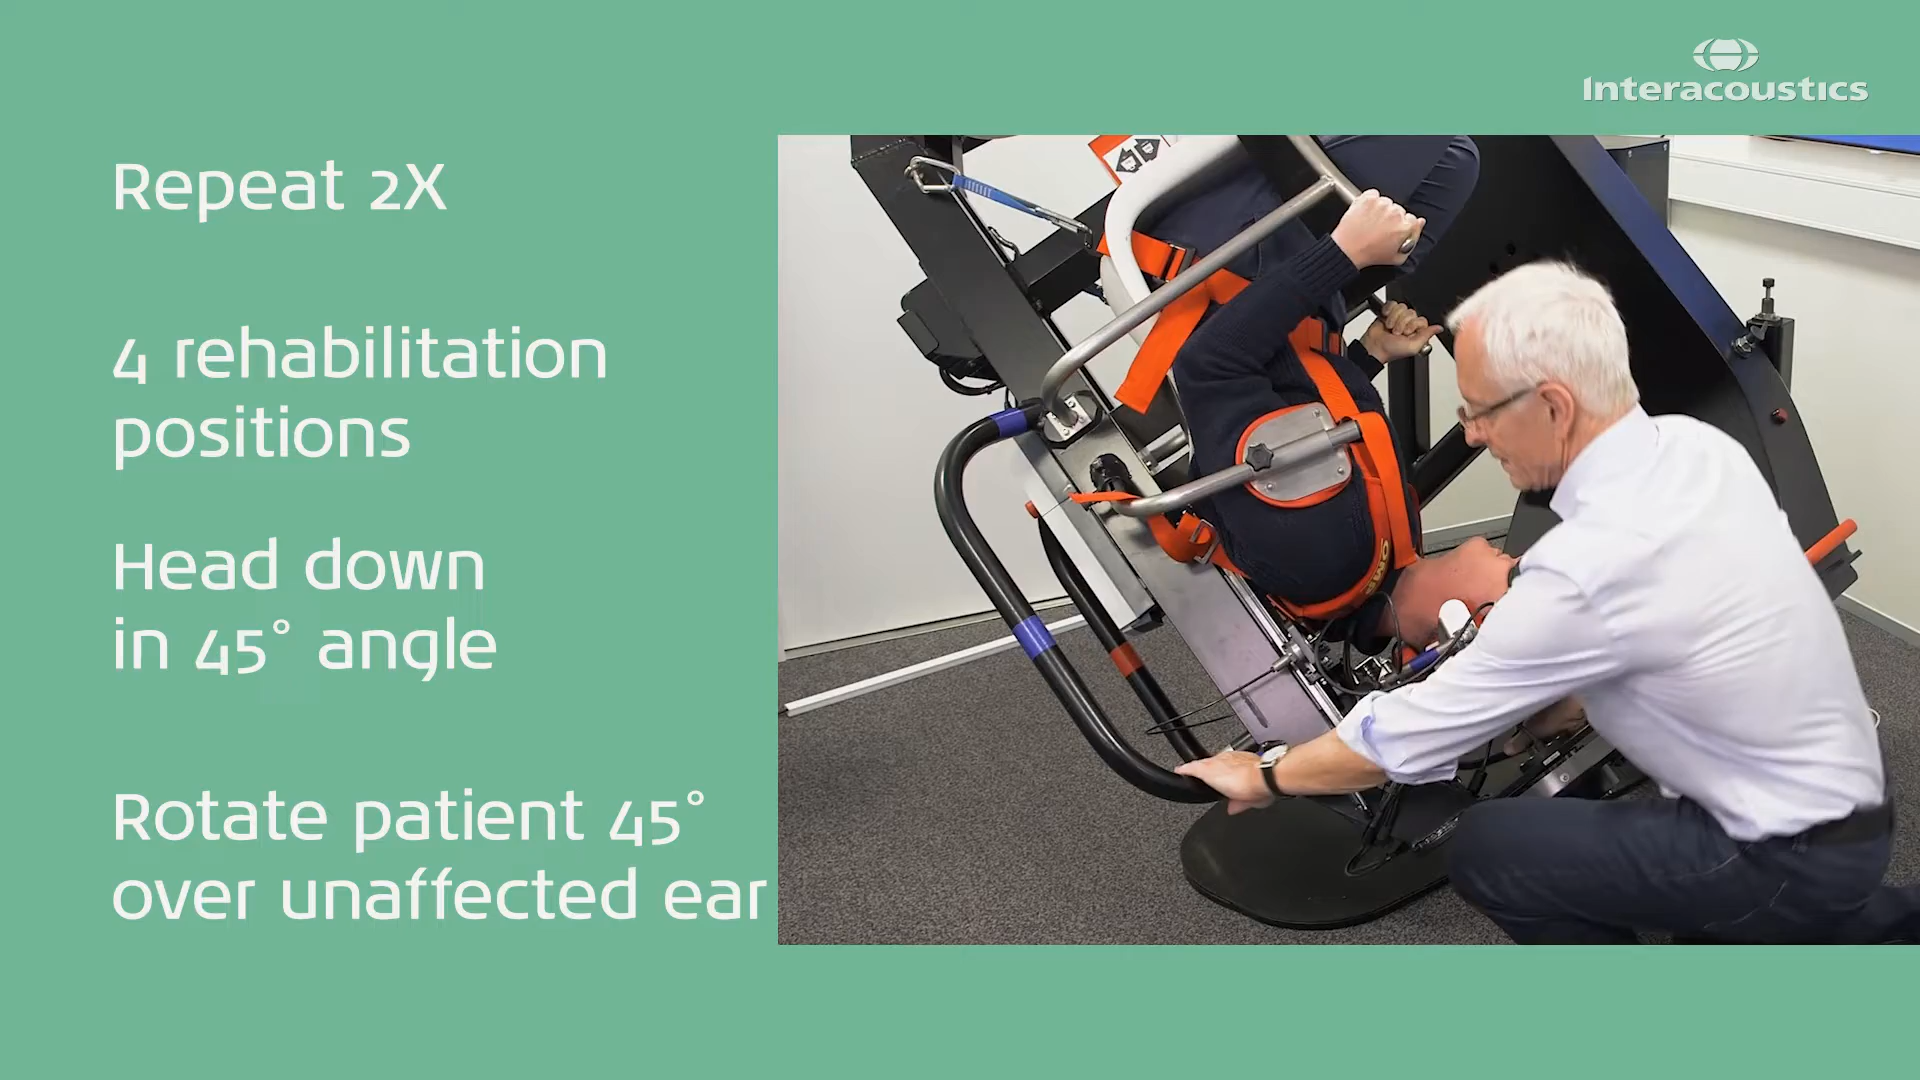 Interacoustics
Repeat 2X
4 rehabilitation
positions
Head down
in 45° angle
Rotate patient 45°
over unaffected ear